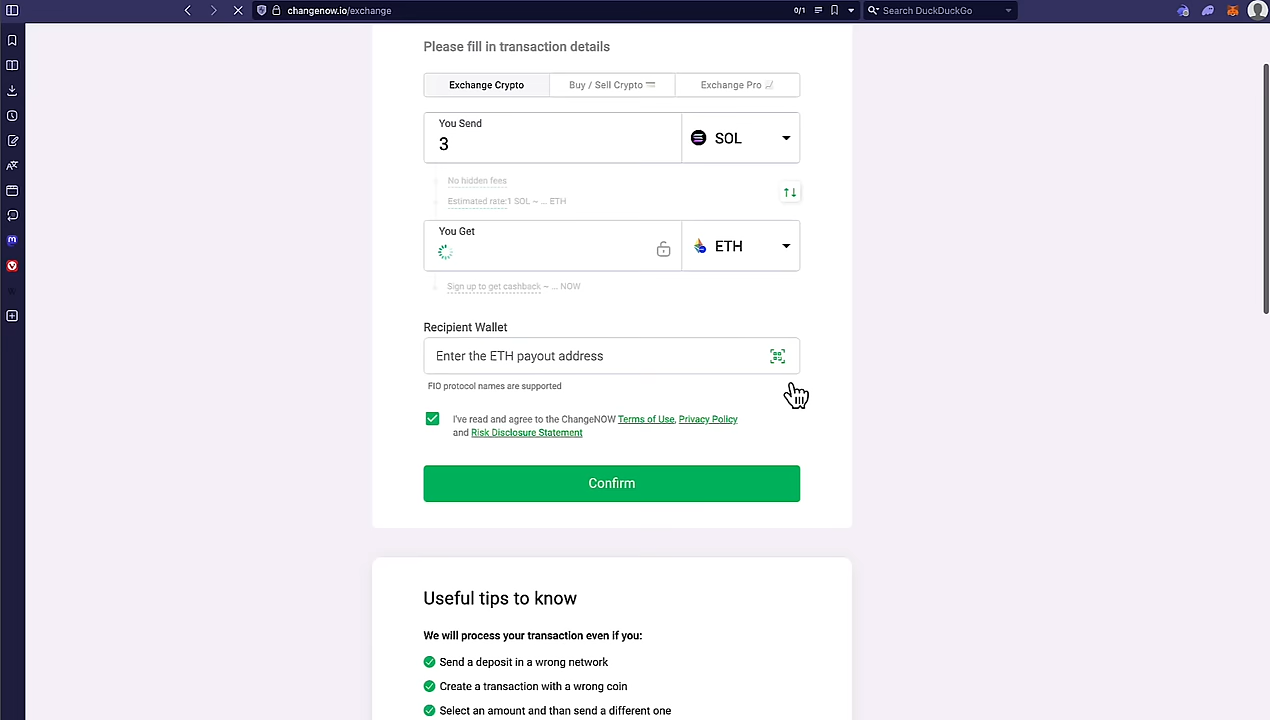 changenow.io/exchange
0/1
Search DuckDuckGo
Please fill in transaction details
Exchange Crypto
Buy / Sell Crypto
Exchange Pro
You Send
3
SOL
No hidden fees
Estimated rate:1 SOL ~ ... ETH
You Get
ETH
Sign up to get cashback ~ ... NOW
Recipient Wallet
Enter the ETH payout address
FIO protocol names are supported
I've read and agree to the ChangeNOW Terms of Use, Privacy Policy
and Risk Disclosure Statement
Confirm
Useful tips to know
We will process your transaction even if you:
Send a deposit in a wrong network
Create a transaction with a wrong coin
Select an amount and than send a different one